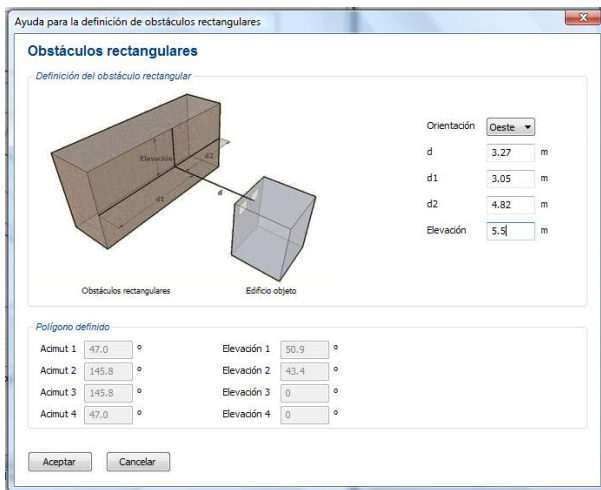 Ayuda para la definición de obstáculos rectangulares
Obstáculos rectangulares
Definición del obstáculo rectangular
Elevación
d2
d1
d
Obstáculos rectangulares
Edificio objeto
Orientación Oeste
d 3.27 m
d1 3.05 m
d2 4.82 m
Elevación 5.5 m
Polígono definido
Acimut 1 47.0 º Elevación 1 50.9 º
Acimut 2 145.8 º Elevación 2 43.4 º
Acimut 3 145.8 º Elevación 3 0 º
Acimut 4 47.0 º Elevación 4 0 º
Aceptar Cancelar